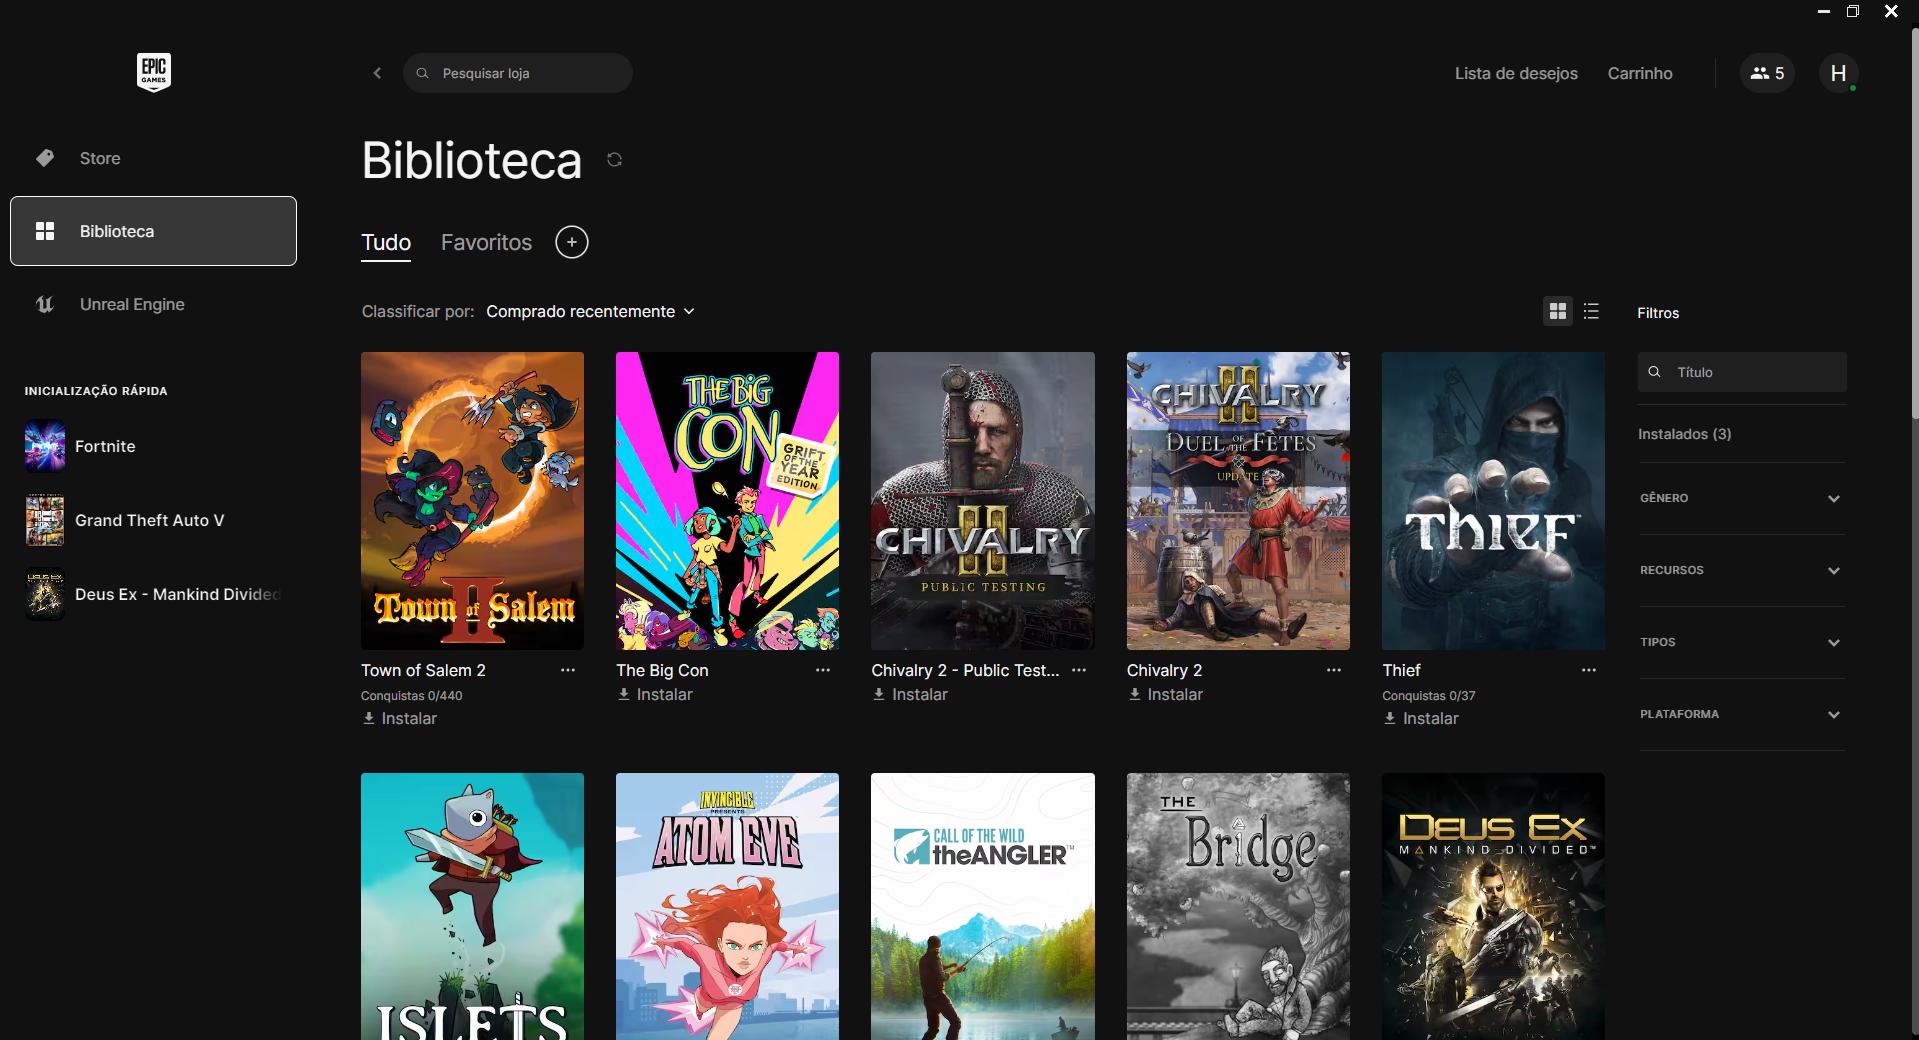 EPIC
GAMES
Pesquisar loja
Lista de desejos
Carrinho
5
H
Store
Biblioteca
Unreal Engine
INICIALIZAÇÃO RÁPIDA
Fortnite
Grand Theft Auto V
Deus Ex - Mankind Divided
Biblioteca
Tudo
Favoritos
Classificar por: Comprado recentemente
Town of Salem
II
THE BIG
CON
GRIFT
OF THE
YEAR
EDITION
CHIVALRY
II
PUBLIC TESTING
CHIVALRY
II
DUEL OF THE FÊTES
UPDATE
THIEF™
Town of Salem 2
Conquistas 0/440
Instalar
The Big Con
Instalar
Chivalry 2 - Public Test...
Instalar
Chivalry 2
Instalar
Thief
Conquistas 0/37
Instalar
ISLETS
INVINCIBLE
PRESENTS
ATOM EVE
CALL OF THE WILD
theANGLER™
THE
Bridge
DEUS EX
MANKIND DIVIDED™
Filtros
Título
Instalados (3)
GÊNERO
RECURSOS
TIPOS
PLATAFORMA